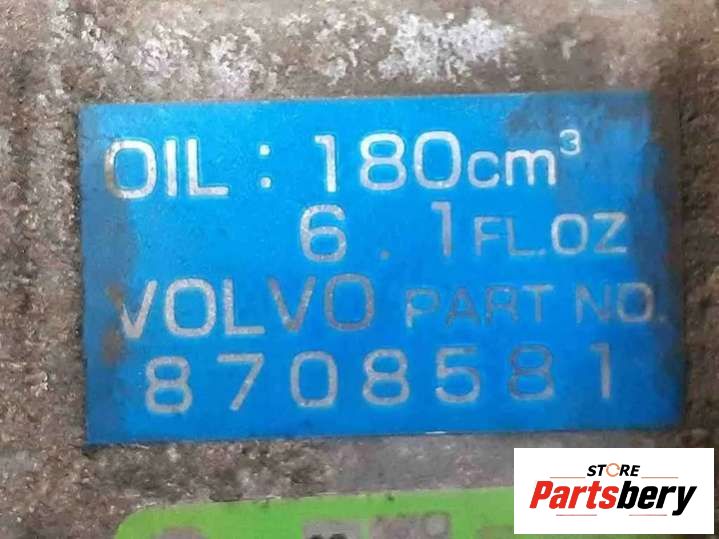 OIL: 180cm³
6.1FL.OZ
VOLVO PART NO.
8708581
STORE
Partsbery